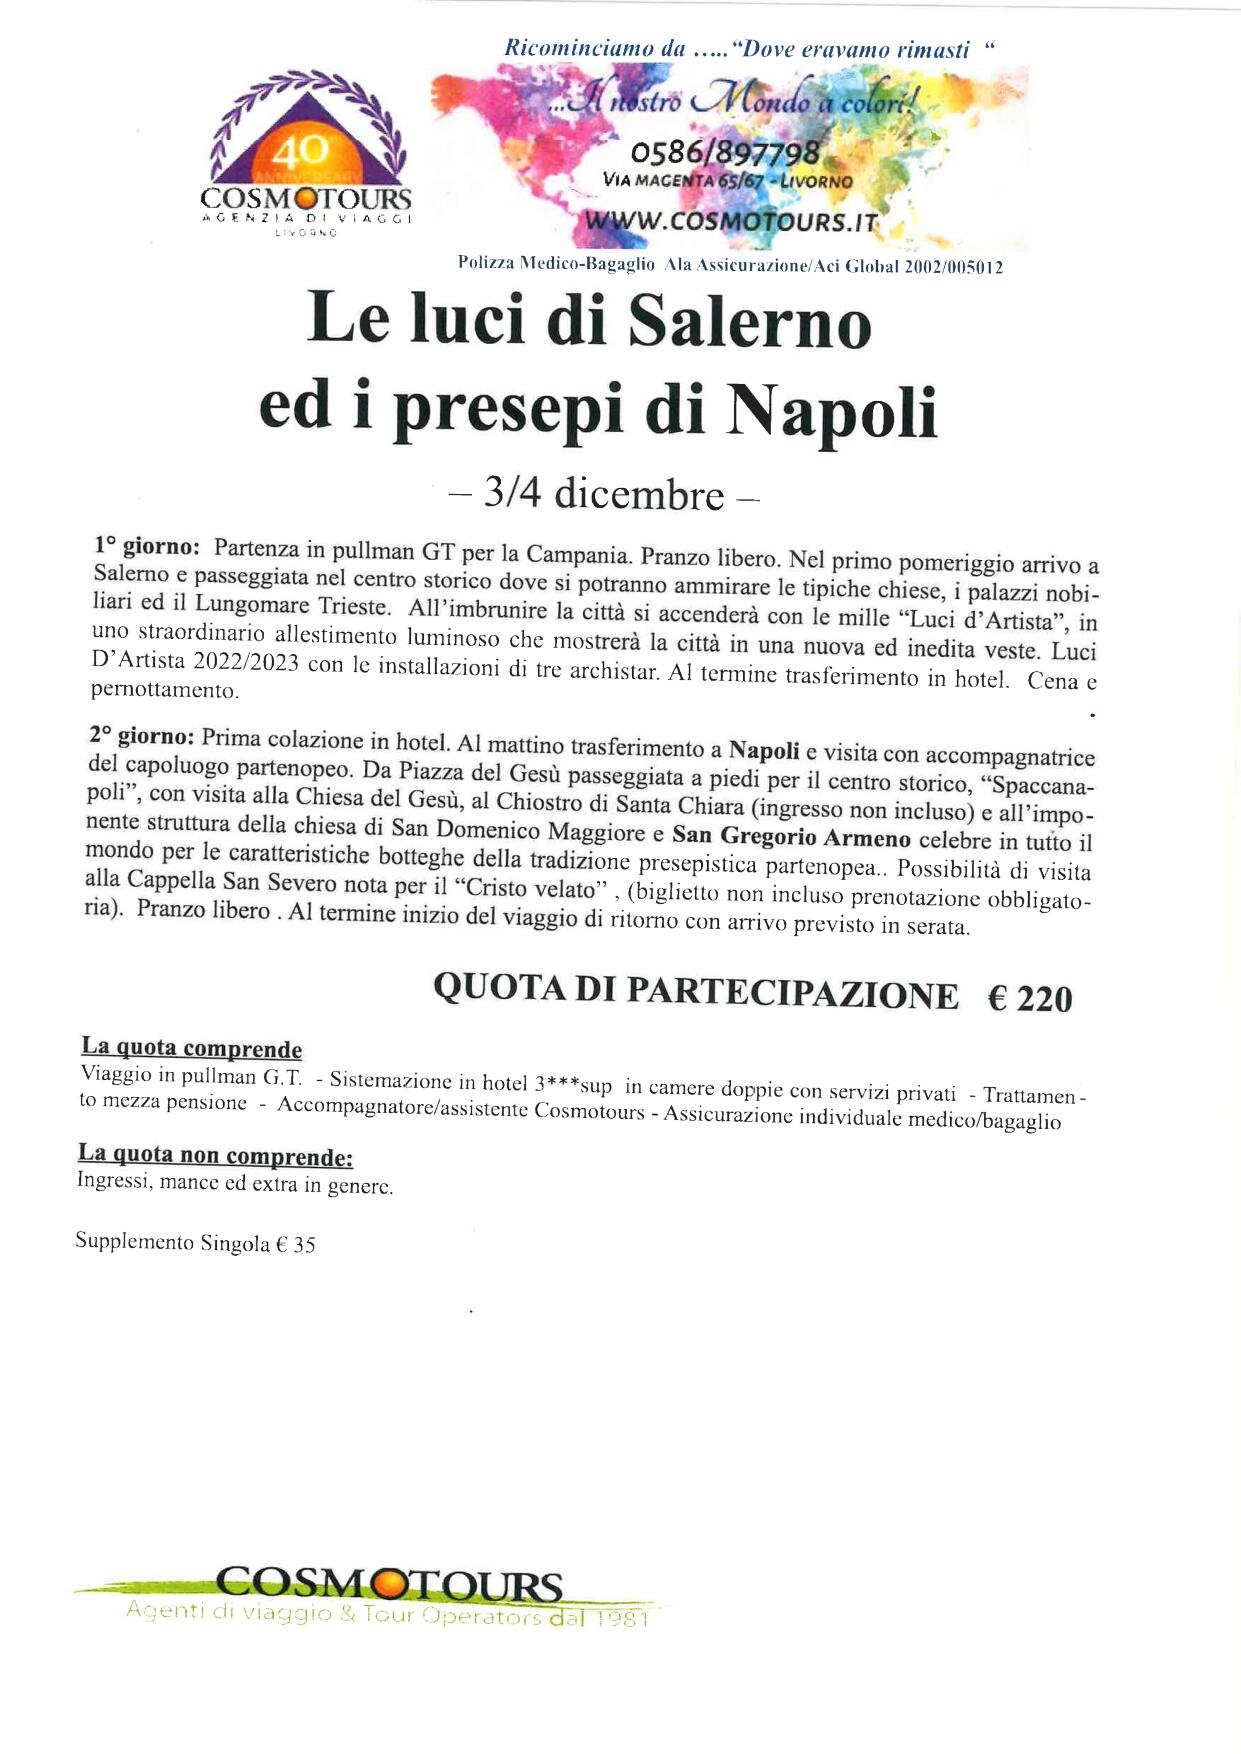 Ricominciamo da ….. “Dove eravamo rimasti “
...Il nostro Mondo a colori!
0586/897798
VIA MAGENTA 65/67 - LIVORNO
WWW.COSMOTOURS.IT
40
ANNIVERSARY
COSMOTOURS
AGENZIA DI VIAGGI
LIVORNO
Polizza Medico-Bagaglio Ala Assicurazione/Aci Global 2002/005012
Le luci di Salerno
ed i presepi di Napoli
– 3/4 dicembre –
1° giorno: Partenza in pullman GT per la Campania. Pranzo libero. Nel primo pomeriggio arrivo a
Salerno e passeggiata nel centro storico dove si potranno ammirare le tipiche chiese, i palazzi nobi-
liari ed il Lungomare Trieste. All’imbrunire la città si accenderà con le mille “Luci d’Artista”, in
uno straordinario allestimento luminoso che mostrerà la città in una nuova ed inedita veste. Luci
D’Artista 2022/2023 con le installazioni di tre archistar. Al termine trasferimento in hotel. Cena e
pernottamento.
2° giorno: Prima colazione in hotel. Al mattino trasferimento a Napoli e visita con accompagnatrice
del capoluogo partenopeo. Da Piazza del Gesù passeggiata a piedi per il centro storico, “Spaccana-
poli”, con visita alla Chiesa del Gesù, al Chiostro di Santa Chiara (ingresso non incluso) e all’impo-
nente struttura della chiesa di San Domenico Maggiore e San Gregorio Armeno celebre in tutto il
mondo per le caratteristiche botteghe della tradizione presepistica partenopea.. Possibilità di visita
alla Cappella San Severo nota per il “Cristo velato” , (biglietto non incluso prenotazione obbligato-
ria). Pranzo libero . Al termine inizio del viaggio di ritorno con arrivo previsto in serata.
QUOTA DI PARTECIPAZIONE € 220
La quota comprende
Viaggio in pullman G.T. - Sistemazione in hotel 3***sup in camere doppie con servizi privati - Trattamen-
to mezza pensione - Accompagnatore/assistente Cosmotours - Assicurazione individuale medico/bagaglio
La quota non comprende:
Ingressi, mance ed extra in genere.
Supplemento Singola € 35
COSMOTOURS
Agenti di viaggio & Tour Operators dal 1981